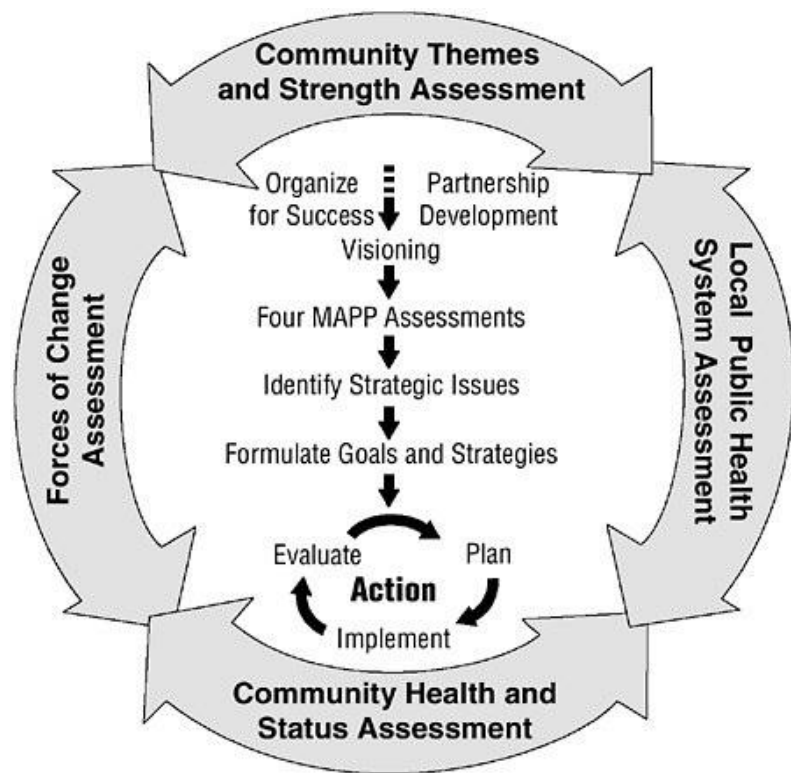 Community Themes
and Strength Assessment
Organize
for Success
Partnership
Development
Visioning
Four MAPP Assessments
Identify Strategic Issues
Formulate Goals and Strategies
Evaluate
Plan
Action
Implement
Forces of Change
Assessment
Local Public Health
System Assessment
Community Health and
Status Assessment